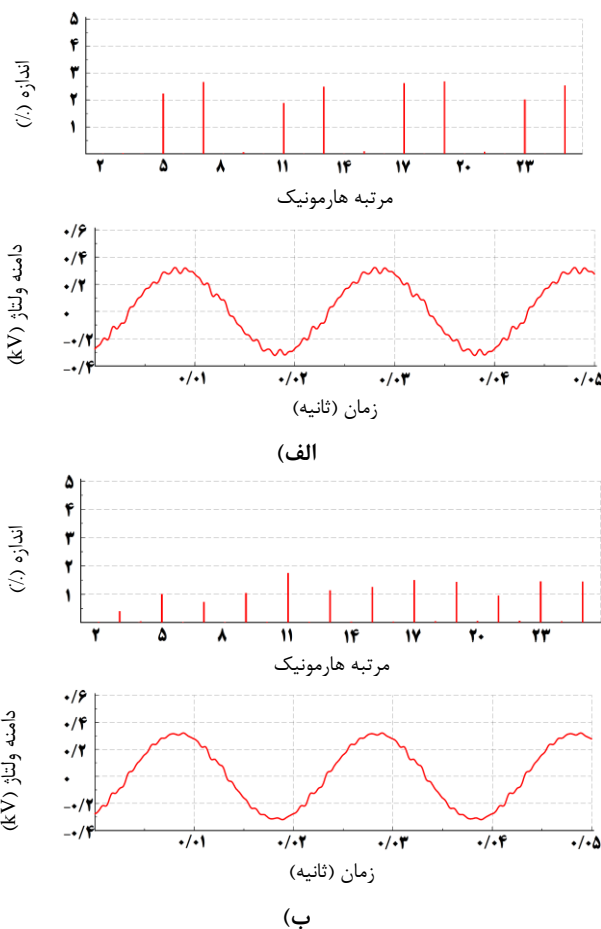 اندازه (٪)
۵
۴
۳
۲
۱
۲ ۵ ۸ ۱۱ ۱۴ ۱۷ ۲۰ ۲۳
مرتبه هارمونیک
دامنه ولتاژ (kV)
۰/۶
۰/۴
۰/۲
۰
-۰/۲
-۰/۴
۰/۰۱ ۰/۰۲ ۰/۰۳ ۰/۰۴ ۰/۰۵
زمان (ثانیه)
الف)
اندازه (٪)
۵
۴
۳
۲
۱
۲ ۵ ۸ ۱۱ ۱۴ ۱۷ ۲۰ ۲۳
مرتبه هارمونیک
دامنه ولتاژ (kV)
۰/۶
۰/۴
۰/۲
۰
-۰/۲
-۰/۴
۰/۰۱ ۰/۰۲ ۰/۰۳ ۰/۰۴ ۰/۰۵
زمان (ثانیه)
ب)